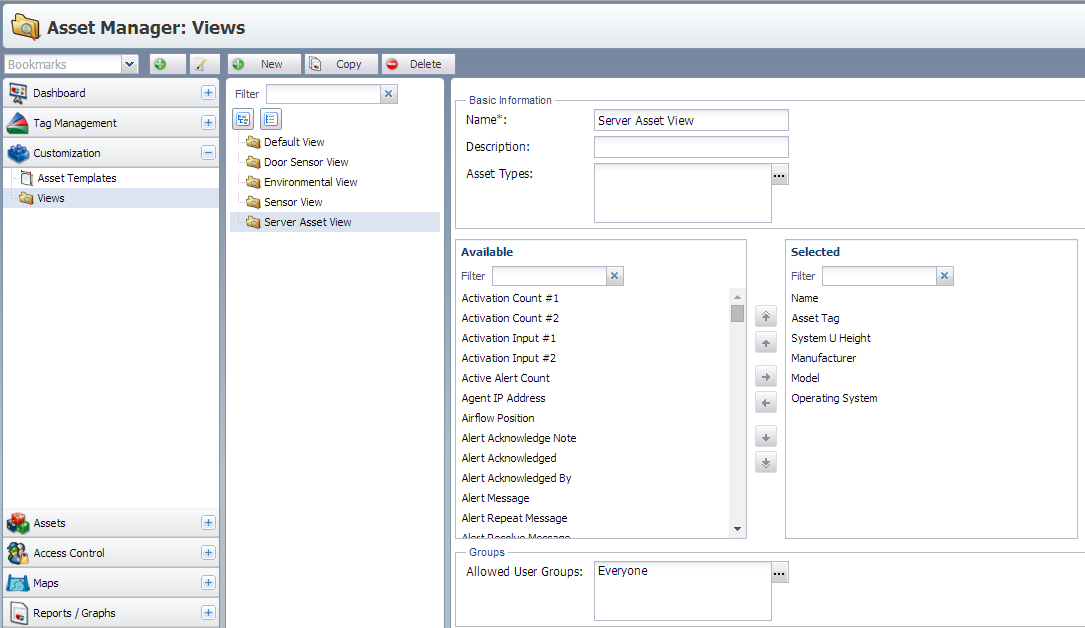 Asset Manager: Views
Bookmarks
New
Copy
Delete
Dashboard
Tag Management
Customization
Asset Templates
Views
Assets
Access Control
Maps
Reports / Graphs
Filter
Default View
Door Sensor View
Environmental View
Sensor View
Server Asset View
Basic Information
Name*: Server Asset View
Description:
Asset Types:
...
Available
Filter
Activation Count #1
Activation Count #2
Activation Input #1
Activation Input #2
Active Alert Count
Agent IP Address
Airflow Position
Alert Acknowledge Note
Alert Acknowledged
Alert Acknowledged By
Alert Message
Alert Repeat Message
Alert Resolve Message
Selected
Filter
Name
Asset Tag
System U Height
Manufacturer
Model
Operating System
Groups
Allowed User Groups: Everyone
...